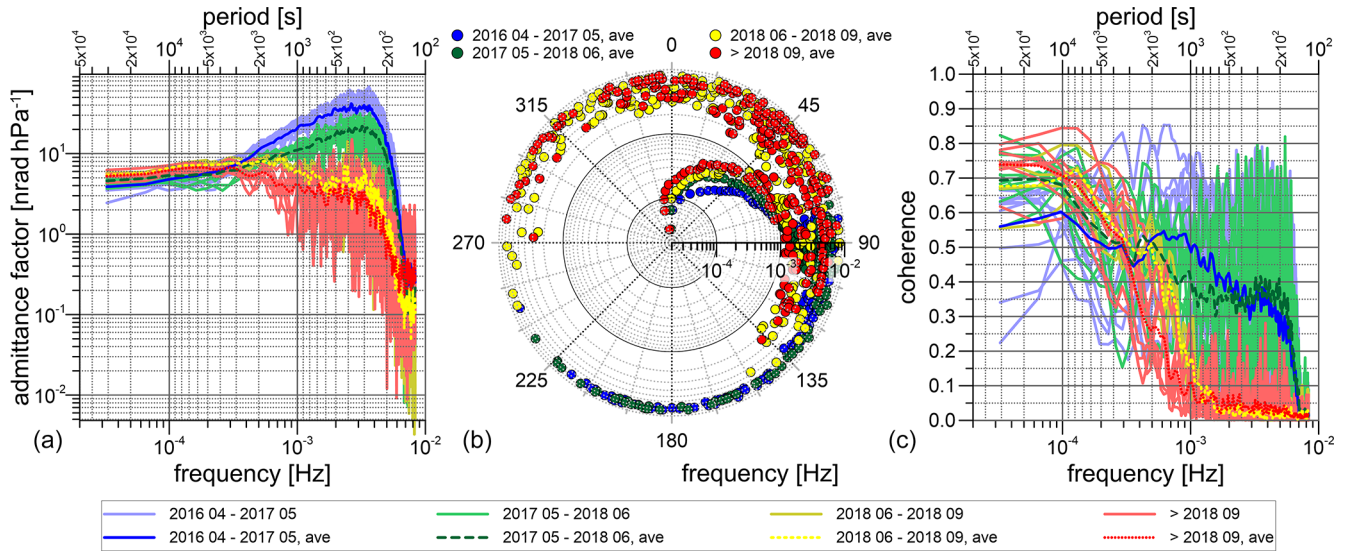 period [s]
5x10⁴ 2x10⁴ 10⁴ 5x10³ 2x10³ 10³ 5x10² 2x10² 10²
admittance factor [nrad hPa⁻¹]
10¹
10⁰
10⁻¹
10⁻²
10⁻⁴ 10⁻³ 10⁻²
frequency [Hz]
(a)
2016 04 - 2017 05, ave
2017 05 - 2018 06, ave
2018 06 - 2018 09, ave
> 2018 09, ave
0
45
90
135
180
225
270
315
10⁻⁴ 10⁻³ 10⁻²
frequency [Hz]
(b)
period [s]
5x10⁴ 2x10⁴ 10⁴ 5x10³ 2x10³ 10³ 5x10² 2x10² 10²
coherence
1.0
0.9
0.8
0.7
0.6
0.5
0.4
0.3
0.2
0.1
0.0
10⁻⁴ 10⁻³ 10⁻²
frequency [Hz]
(c)
2016 04 - 2017 05 2017 05 - 2018 06 2018 06 - 2018 09 > 2018 09
2016 04 - 2017 05, ave 2017 05 - 2018 06, ave 2018 06 - 2018 09, ave > 2018 09, ave